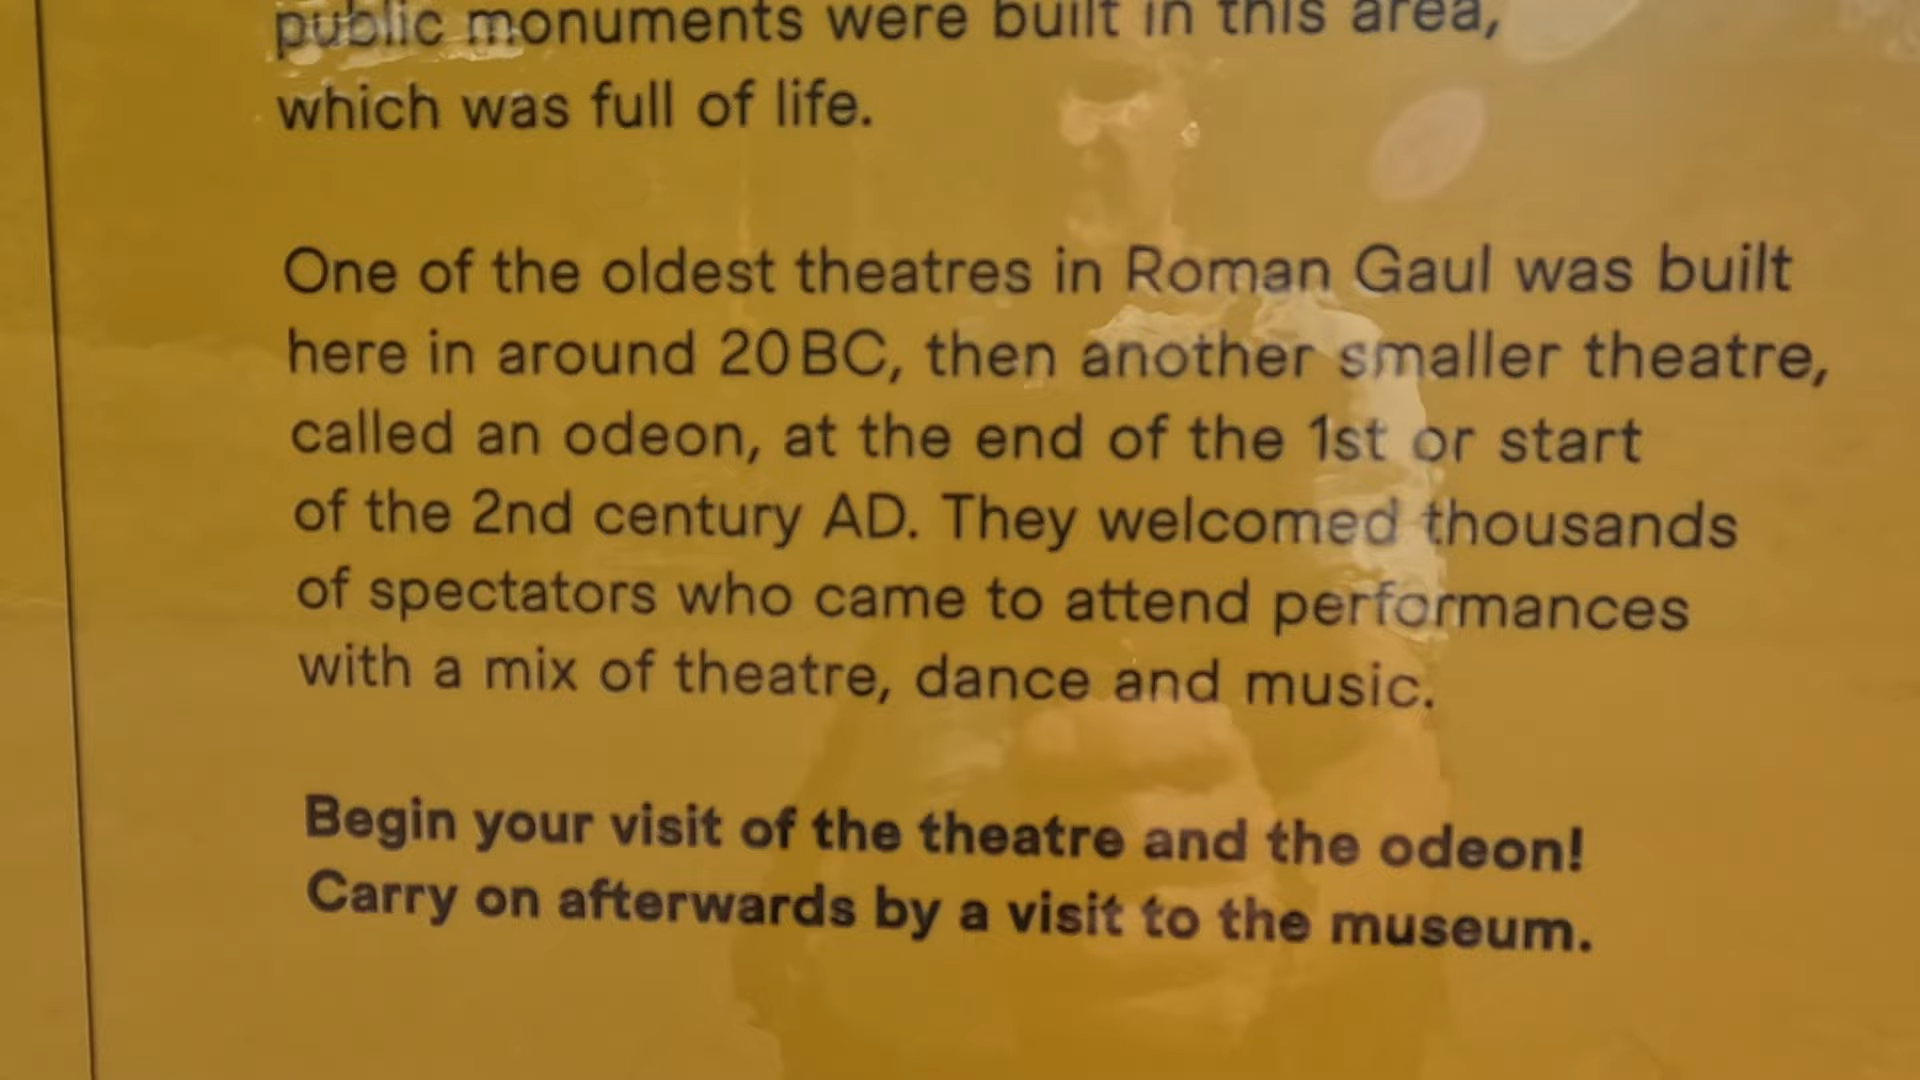 public monuments were built in this area,
which was full of life.
One of the oldest theatres in Roman Gaul was built
here in around 20 BC, then another smaller theatre,
called an odeon, at the end of the 1st or start
of the 2nd century AD. They welcomed thousands
of spectators who came to attend performances
with a mix of theatre, dance and music.
Begin your visit of the theatre and the odeon!
Carry on afterwards by a visit to the museum.